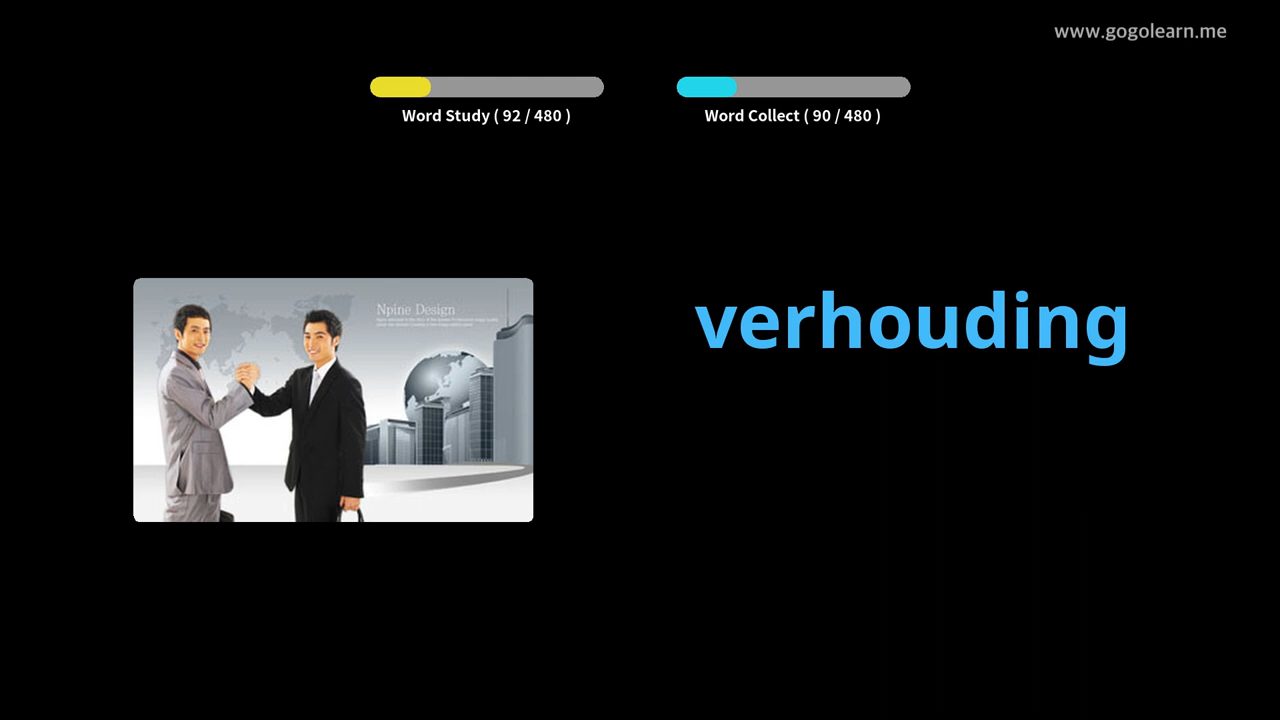 www.gogolearn.me
Word Study ( 92 / 480 )
Word Collect ( 90 / 480 )
Npine Design
verhouding